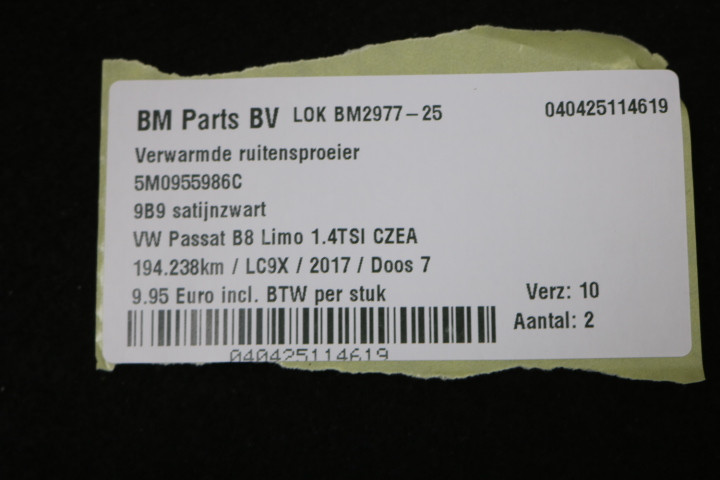 BM Parts BV LOK BM2977-25 040425114619
Verwarmde ruitensproeier
5M0955986C
9B9 satijnzwart
VW Passat B8 Limo 1.4TSI CZEA
194.238km / LC9X / 2017 / Doos 7
9.95 Euro incl. BTW per stuk Verz: 10
Aantal: 2
040425114619